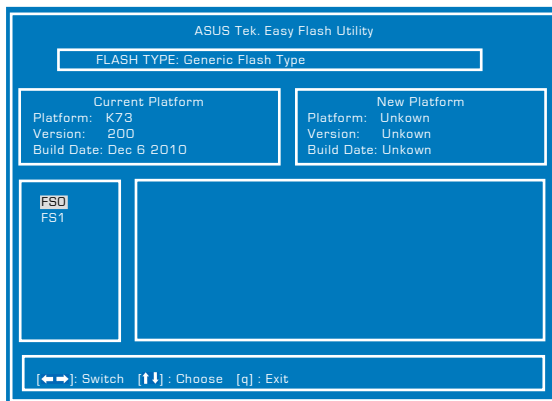 ASUS Tek. Easy Flash Utility
FLASH TYPE: Generic Flash Type
Current Platform
Platform: K73
Version: 200
Build Date: Dec 6 2010
New Platform
Platform: Unkown
Version: Unkown
Build Date: Unkown
FS0
FS1
[←→]: Switch [↑↓] : Choose [q] : Exit